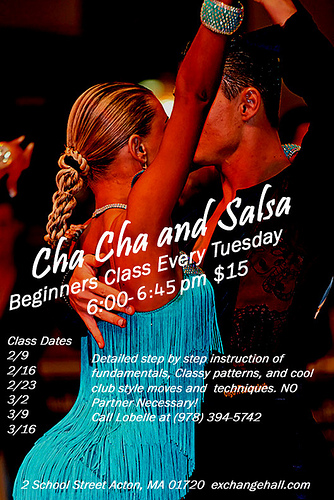 Cha Cha and Salsa
Beginners Class Every Tuesday
6:00-6:45 pm $15
Class Dates
2/9
2/16
2/23
3/2
3/9
3/16
Detailed step by step instruction of
fundamentals, Classy patterns, and cool
club style moves and techniques. NO
Partner Necessary!
Call Lobelle at (978) 394-5742
2 School Street Acton, MA 01720 exchangehall.com